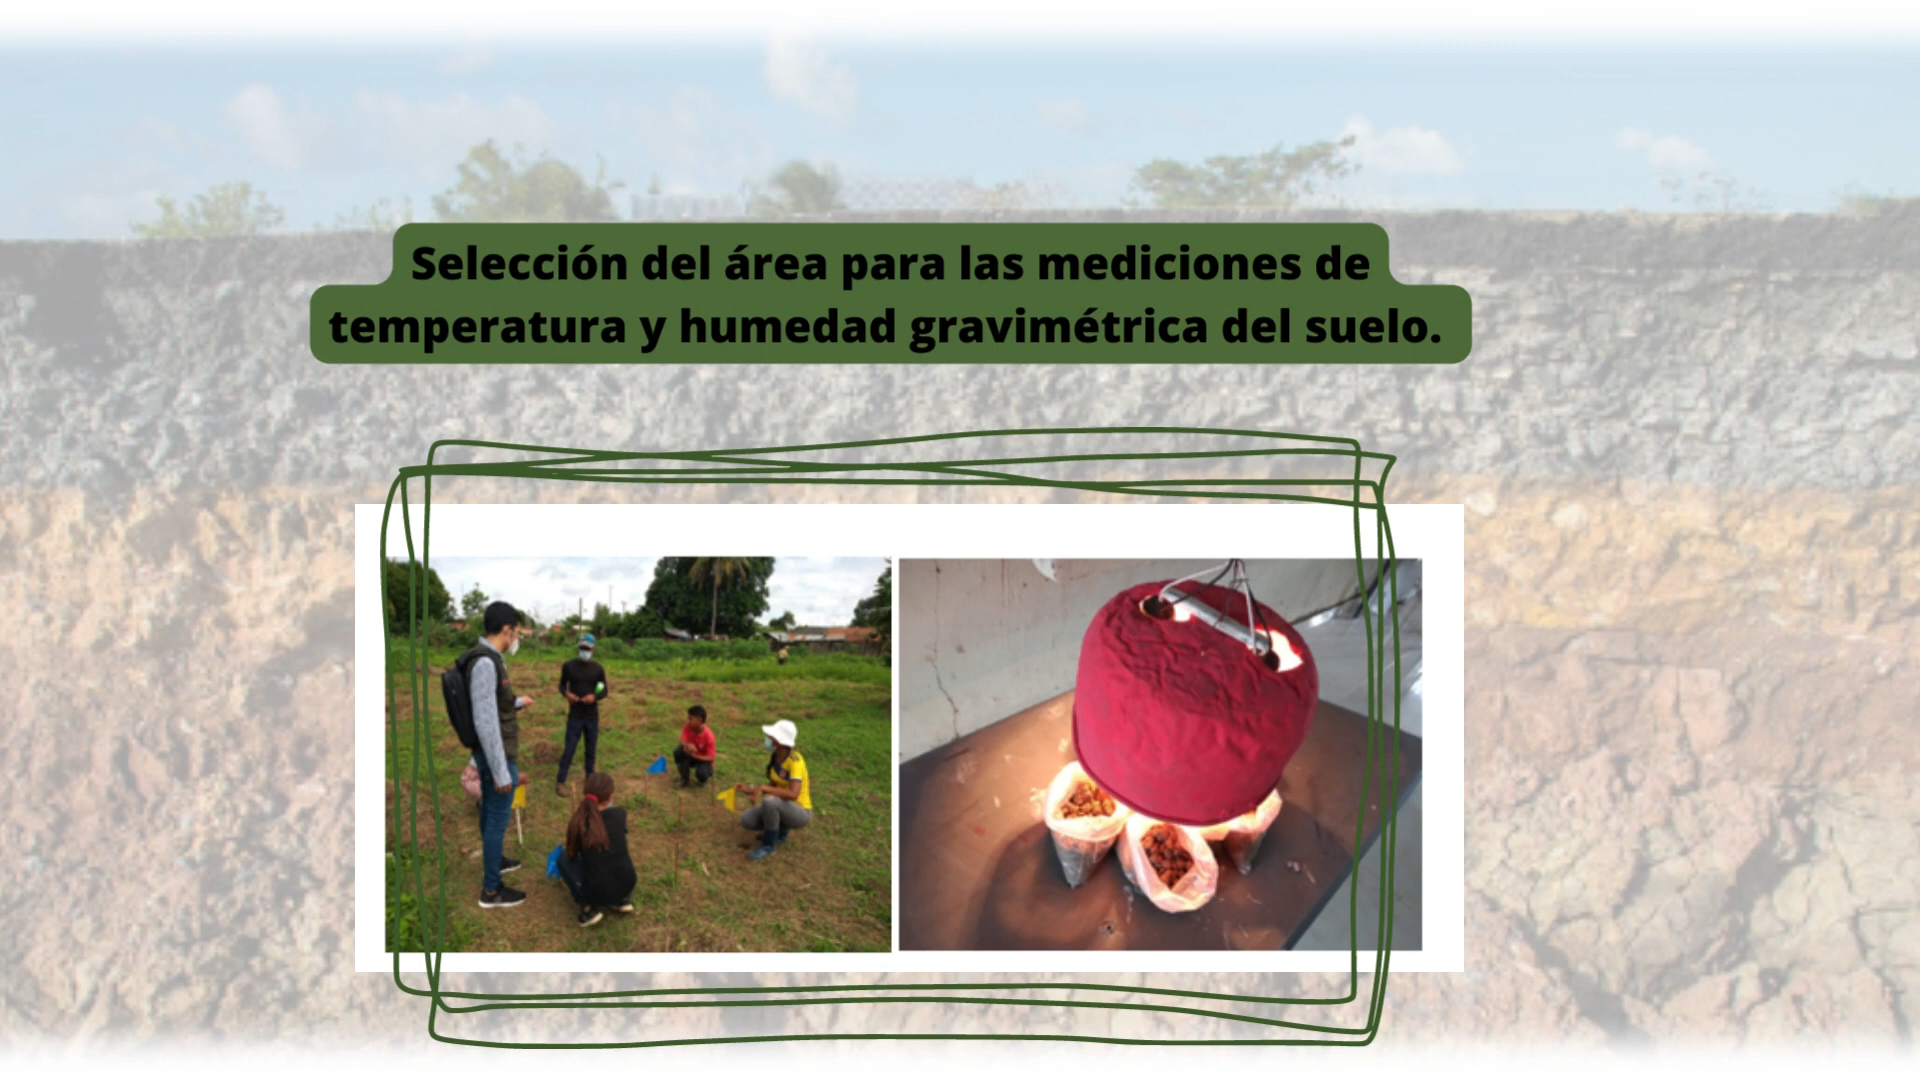 Selección del área para las mediciones de
temperatura y humedad gravimétrica del suelo.